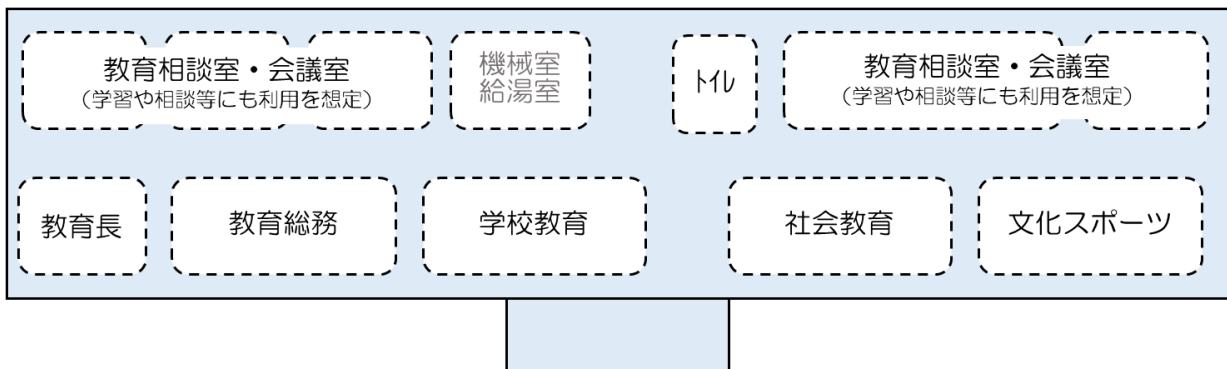 教育相談室・会議室
（学習や相談等にも利用を想定）
機械室
給湯室
ﾄｲﾚ
教育相談室・会議室
（学習や相談等にも利用を想定）
教育長
教育総務
学校教育
社会教育
文化スポーツ